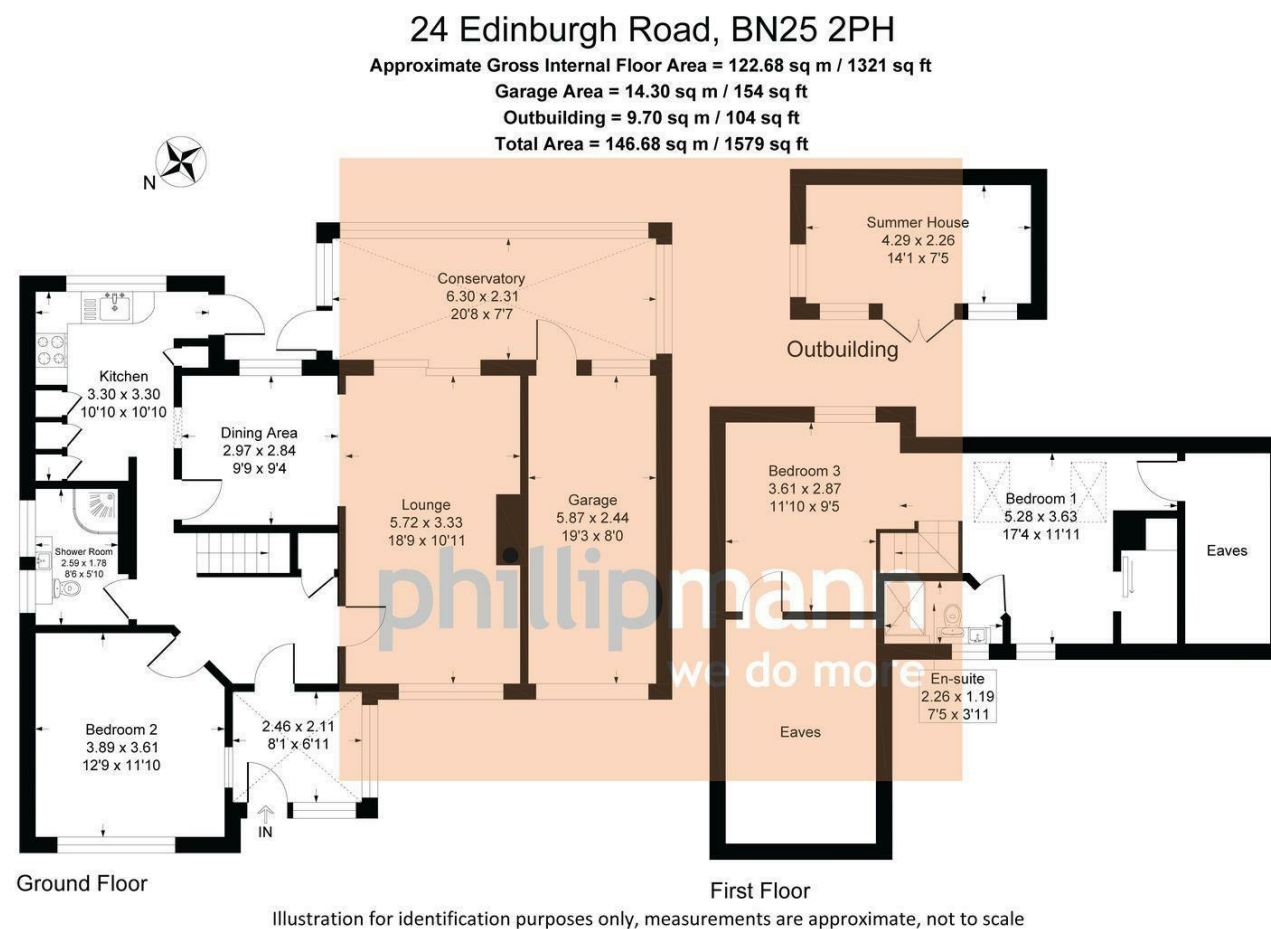 24 Edinburgh Road, BN25 2PH
Approximate Gross Internal Floor Area = 122.68 sq m / 1321 sq ft
Garage Area = 14.30 sq m / 154 sq ft
Outbuilding = 9.70 sq m / 104 sq ft
Total Area = 146.68 sq m / 1579 sq ft
N
Summer House
4.29 x 2.26
14'1 x 7'5
Outbuilding
Conservatory
6.30 x 2.31
20'8 x 7'7
Kitchen
3.30 x 3.30
10'10 x 10'10
Dining Area
2.97 x 2.84
9'9 x 9'4
Lounge
5.72 x 3.33
18'9 x 10'11
Garage
5.87 x 2.44
19'3 x 8'0
Shower Room
2.59 x 1.78
8'6 x 5'10
Bedroom 2
3.89 x 3.61
12'9 x 11'10
2.46 x 2.11
8'1 x 6'11
IN
Ground Floor
Bedroom 3
3.61 x 2.87
11'10 x 9'5
Bedroom 1
5.28 x 3.63
17'4 x 11'11
Eaves
En-suite
2.26 x 1.19
7'5 x 3'11
Eaves
First Floor
phillipmann
we do more
Illustration for identification purposes only, measurements are approximate, not to scale